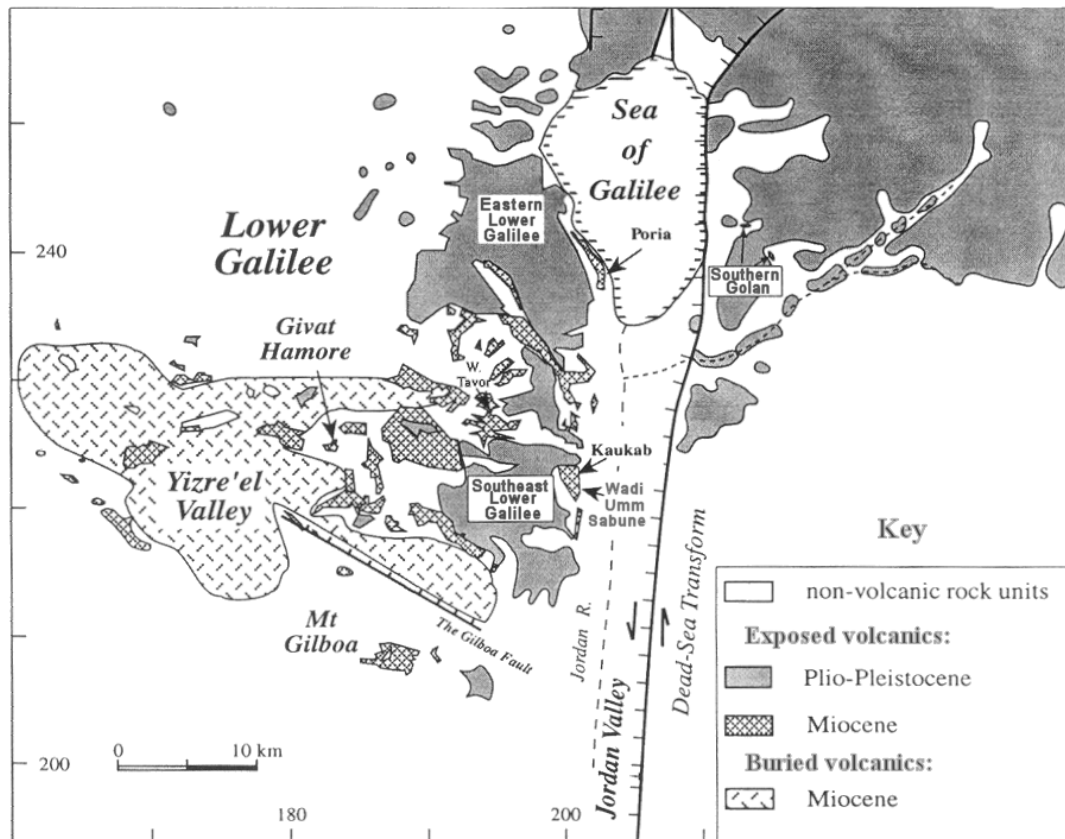 Sea
of
Galilee
Eastern
Lower
Galilee
Poria
Lower
Galilee
240
Southern
Golan
Givat
Hamore
W.
Tavor
Kaukab
Yizre'el
Valley
Southeast
Lower
Galilee
Wadi
Umm
Sabune
Mt
Gilboa
The Gilboa Fault
Jordan R.
Jordan Valley
Dead-Sea Transform
Key
non-volcanic rock units
Exposed volcanics:
Plio-Pleistocene
Miocene
Buried volcanics:
Miocene
0 10 km
200
180
200